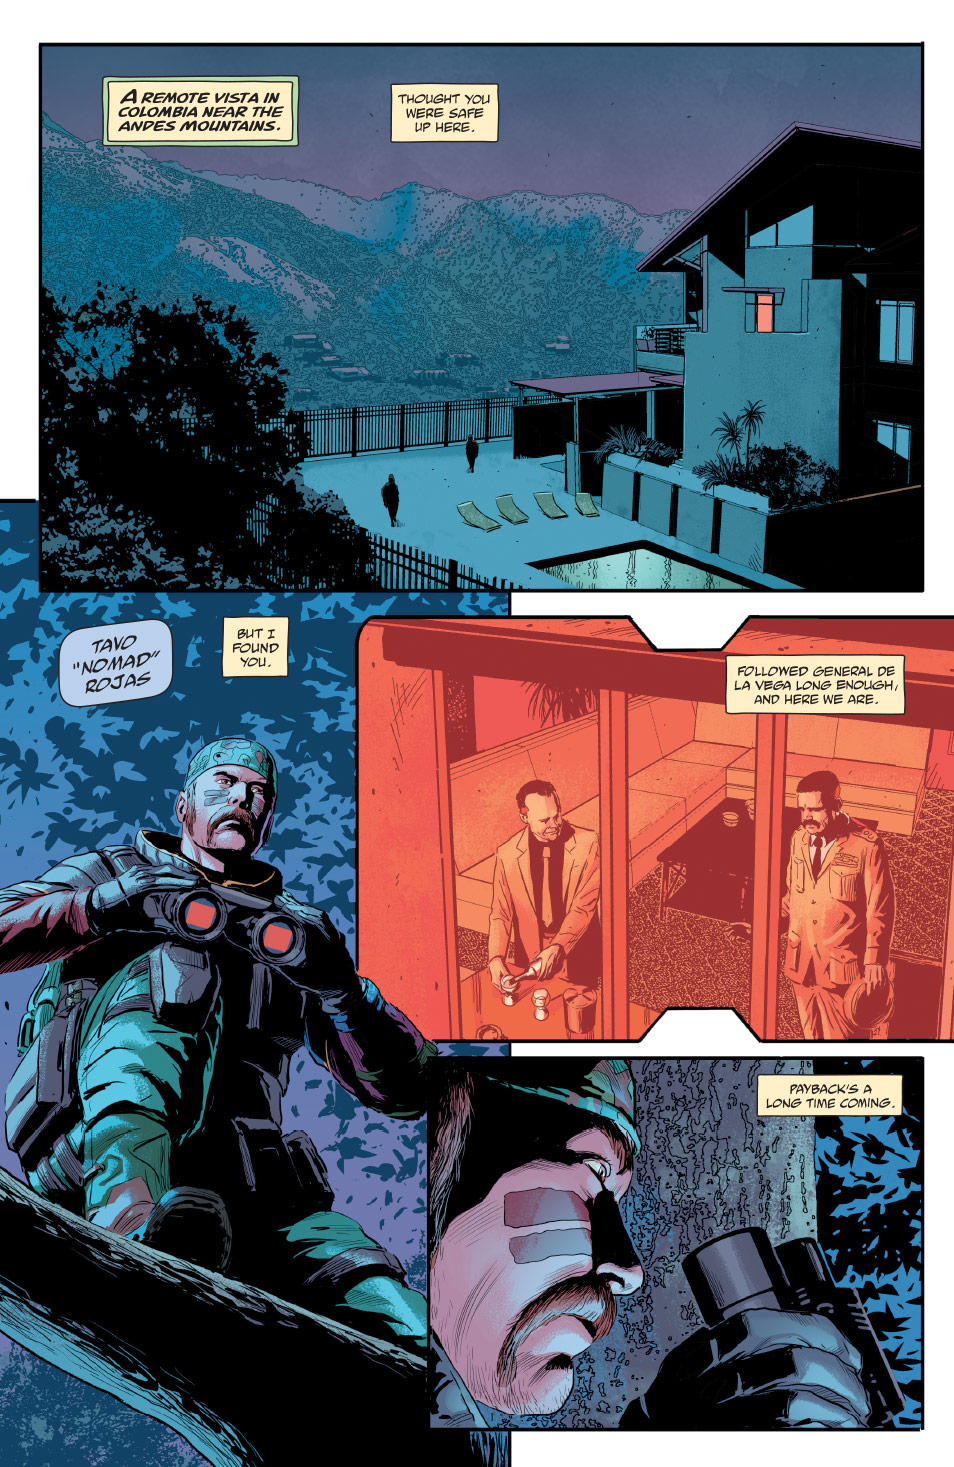 A REMOTE VISTA IN
COLOMBIA NEAR THE
ANDES MOUNTAINS.
THOUGHT YOU
WERE SAFE
UP HERE.
TAVO
"NOMAD"
ROJAS
BUT I
FOUND
YOU.
FOLLOWED GENERAL DE
LA VEGA LONG ENOUGH,
AND HERE WE ARE.
PAYBACK'S A
LONG TIME COMING.